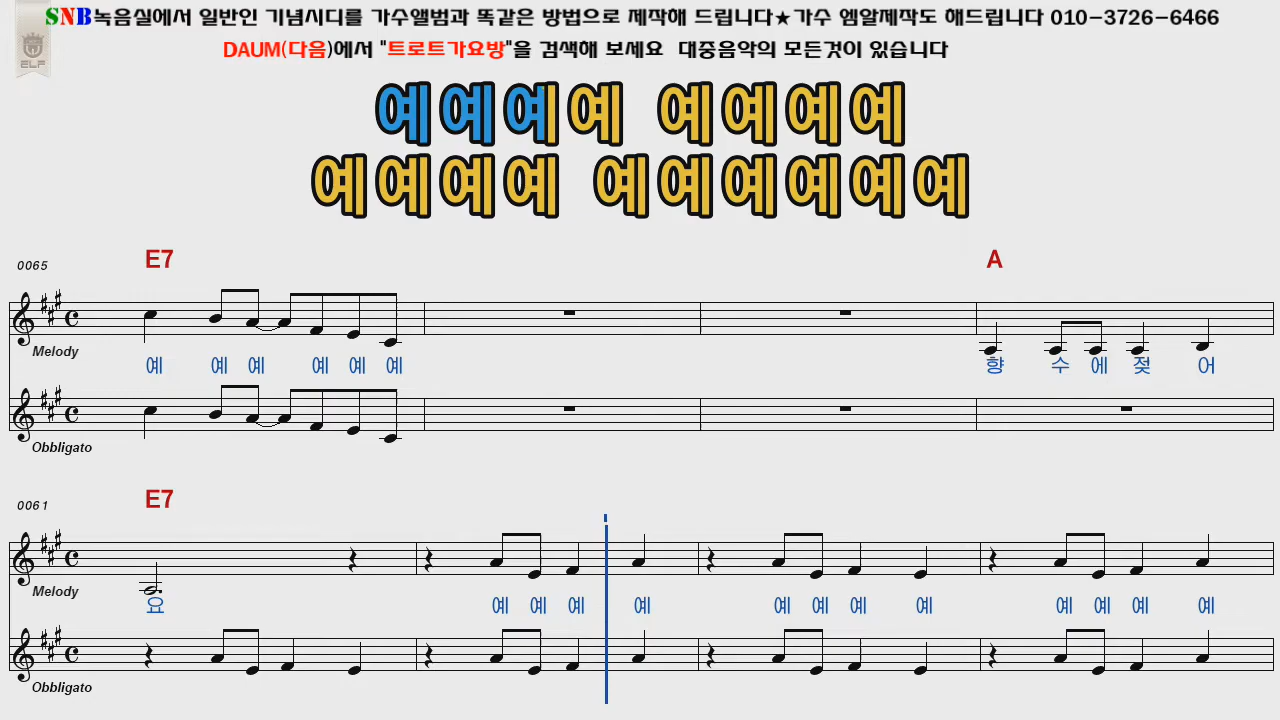 SNB녹음실에서 일반인 기념시디를 가수앨범과 똑같은 방법으로 제작해 드립니다★가수 엠알제작도 해드립니다 010-3726-6466
ELF
DAUM(다음)에서 "트로트가요방"을 검색해 보세요 대중음악의 모든것이 있습니다
예예예예 예예예예
예예예예 예예예예예예
0065
E7 A
Melody
예 예 예 예 예 예 향 수 에 젖 어
Obbligato
0061
E7
Melody
요 예 예 예 예 예 예 예 예 예 예 예 예
Obbligato